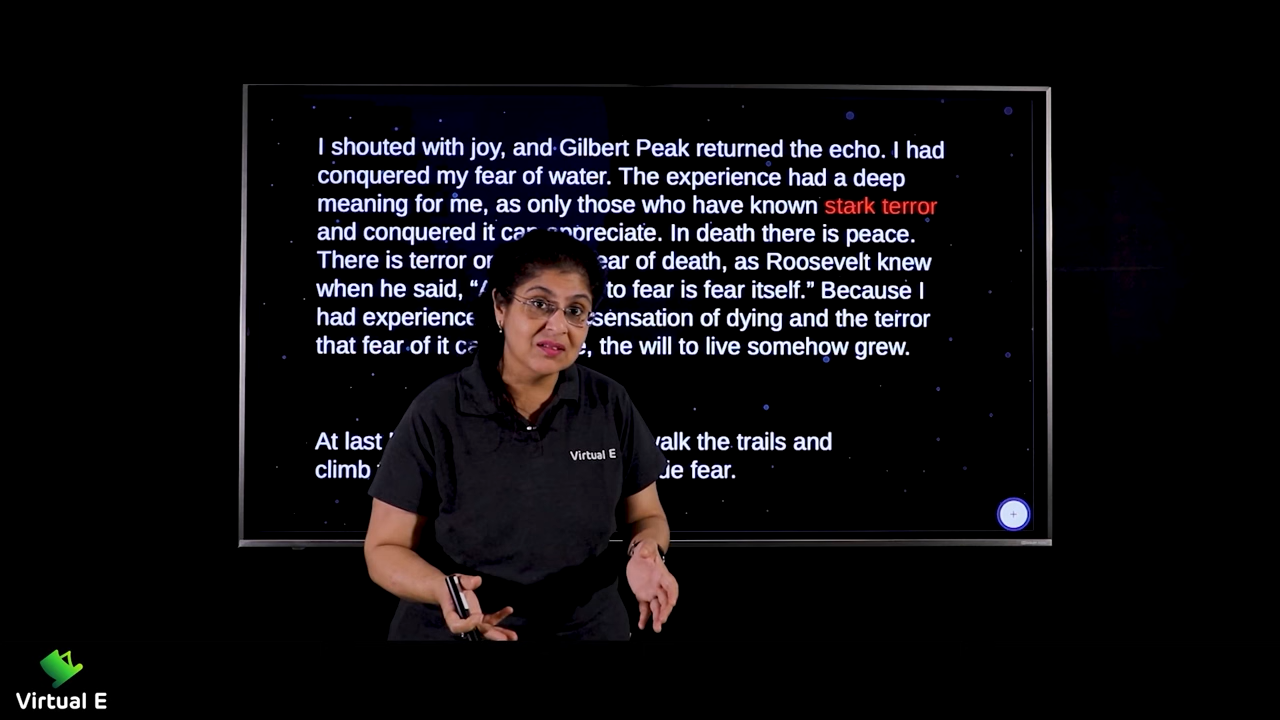 I shouted with joy, and Gilbert Peak returned the echo. I had
conquered my fear of water. The experience had a deep
meaning for me, as only those who have known stark terror
and conquered it can appreciate. In death there is peace.
There is terror ear of death, as Roosevelt knew
when he said, “A to fear is fear itself.” Because I
had experience sensation of dying and the terror
that fear of it ca , the will to live somehow grew.
At last walk the trails and
climb fear.
Virtual E
Virtual E